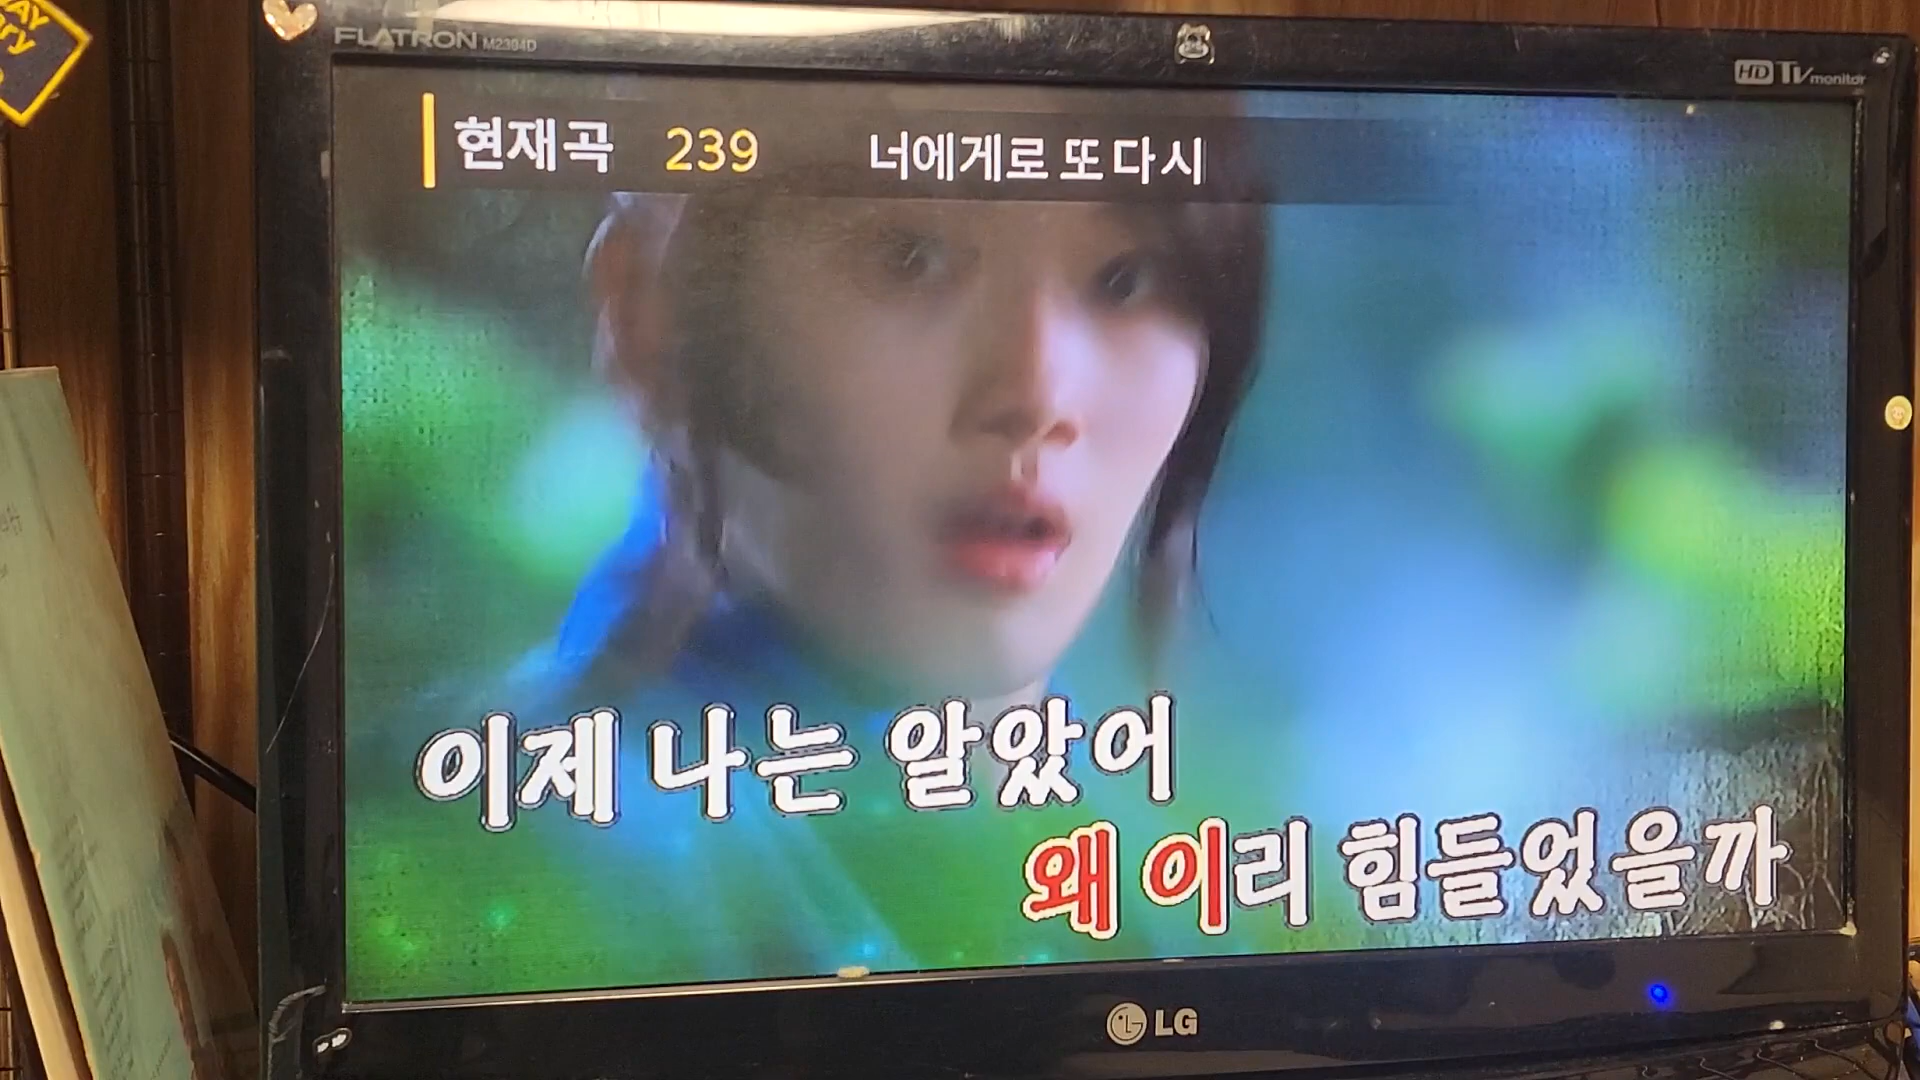 FLATRON M2394D
HD TV monitor
현재곡 239 너에게로 또 다시
이제 나는 알았어
왜 이리 힘들었을까
LG